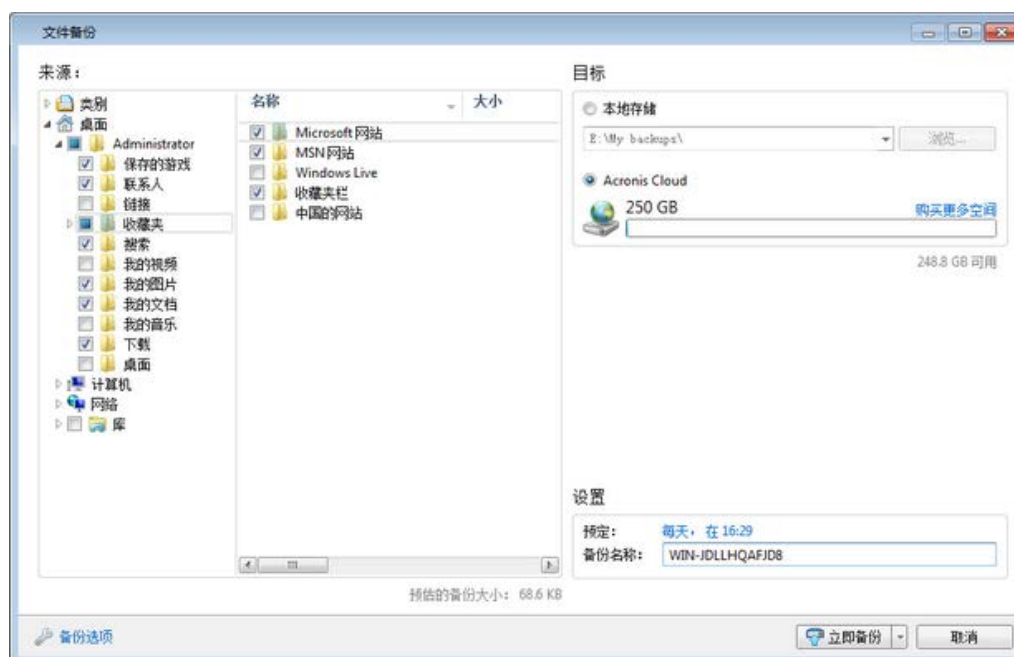 文件备份
来源：
类别
桌面
Administrator
保存的游戏
联系人
链接
收藏夹
搜索
我的视频
我的图片
我的文档
我的音乐
下载
桌面
计算机
网络
库
名称 大小
Microsoft 网站
MSN 网站
Windows Live
收藏夹栏
中国的网站
预估的备份大小： 68.6 KB
目标
本地存储
E:\My backups\ 浏览...
Acronis Cloud
250 GB 购买更多空间
248.8 GB 可用
设置
预定： 每天，在 16:29
备份名称： WIN-JDLLHQAFJD8
备份选项
立即备份 取消